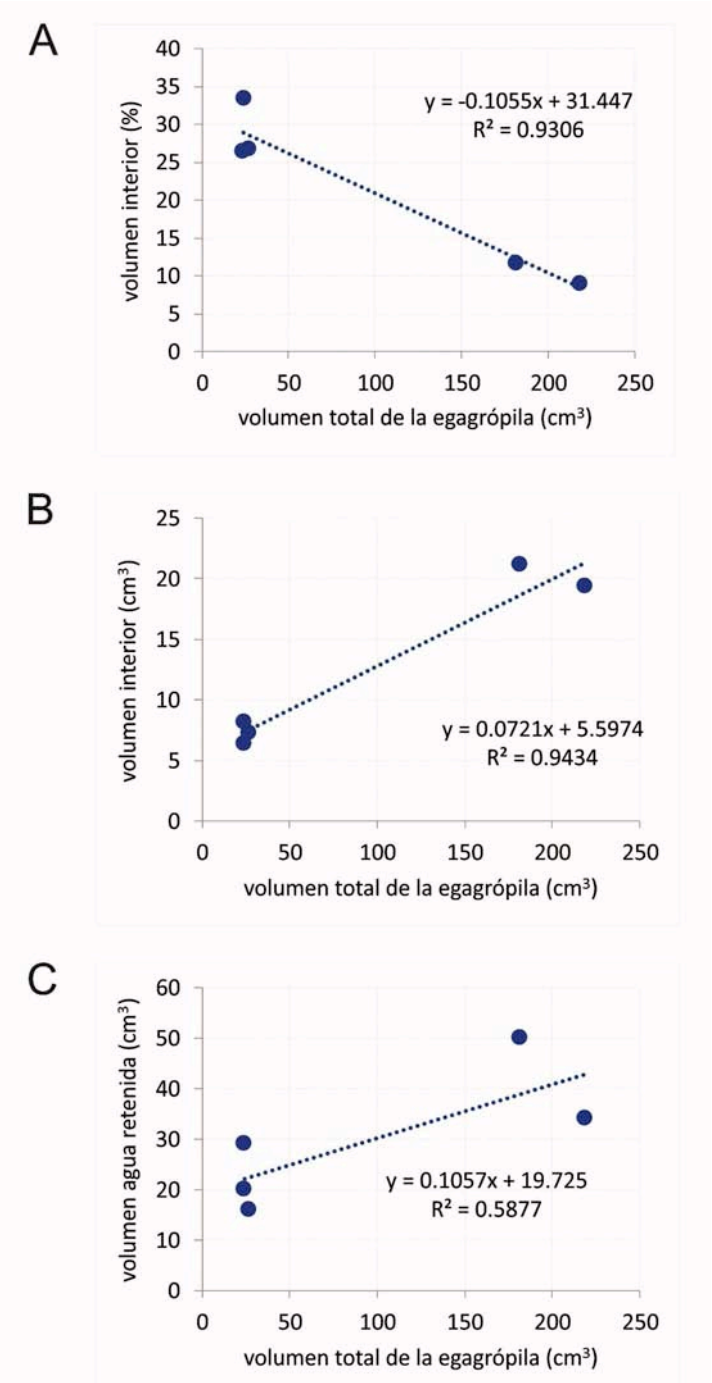 A
40
35
30
25
20
15
10
5
0
volumen interior (%)
y = -0.1055x + 31.447
R² = 0.9306
0 50 100 150 200 250
volumen total de la egagrópila (cm³)
B
25
20
15
10
5
0
volumen interior (cm³)
y = 0.0721x + 5.5974
R² = 0.9434
0 50 100 150 200 250
volumen total de la egagrópila (cm³)
C
60
50
40
30
20
10
0
volumen agua retenida (cm³)
y = 0.1057x + 19.725
R² = 0.5877
0 50 100 150 200 250
volumen total de la egagrópila (cm³)